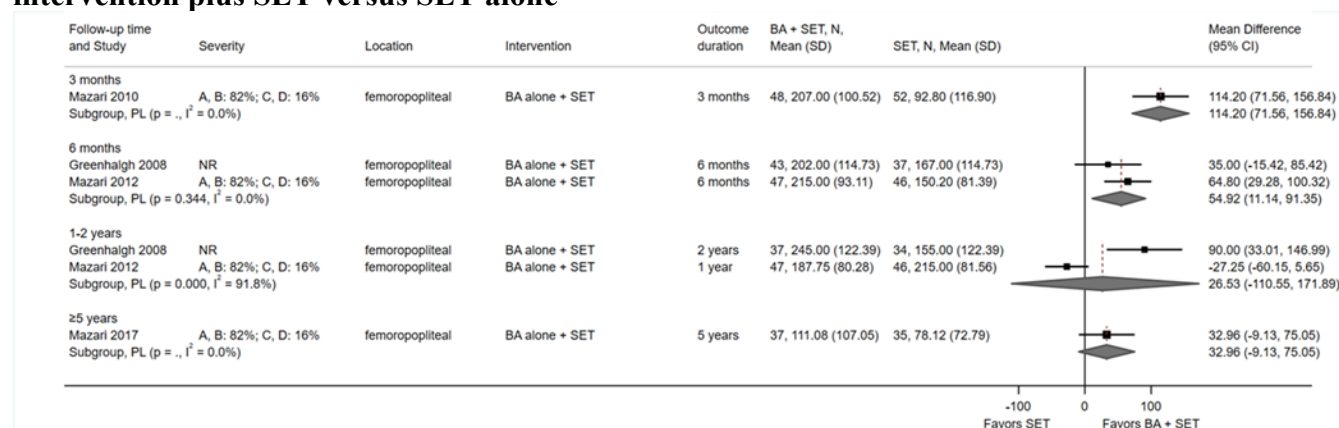 intervention plus SET versus SET alone
Follow-up time and Study Severity Location Intervention Outcome duration BA + SET, N, Mean (SD) SET, N, Mean (SD) Mean Difference (95% CI)
3 months
Mazari 2010 A, B: 82%; C, D: 16% femoropopliteal BA alone + SET 3 months 48, 207.00 (100.52) 52, 92.80 (116.90) 114.20 (71.56, 156.84)
Subgroup, PL (p = ., I² = 0.0%) 114.20 (71.56, 156.84)
6 months
Greenhalgh 2008 NR femoropopliteal BA alone + SET 6 months 43, 202.00 (114.73) 37, 167.00 (114.73) 35.00 (-15.42, 85.42)
Mazari 2012 A, B: 82%; C, D: 16% femoropopliteal BA alone + SET 6 months 47, 215.00 (93.11) 46, 150.20 (81.39) 64.80 (29.28, 100.32)
Subgroup, PL (p = 0.344, I² = 0.0%) 54.92 (11.14, 91.35)
1-2 years
Greenhalgh 2008 NR femoropopliteal BA alone + SET 2 years 37, 245.00 (122.39) 34, 155.00 (122.39) 90.00 (33.01, 146.99)
Mazari 2012 A, B: 82%; C, D: 16% femoropopliteal BA alone + SET 1 year 47, 187.75 (80.28) 46, 215.00 (81.56) -27.25 (-60.15, 5.65)
Subgroup, PL (p = 0.000, I² = 91.8%) 26.53 (-110.55, 171.89)
≥5 years
Mazari 2017 A, B: 82%; C, D: 16% femoropopliteal BA alone + SET 5 years 37, 111.08 (107.05) 35, 78.12 (72.79) 32.96 (-9.13, 75.05)
Subgroup, PL (p = ., I² = 0.0%) 32.96 (-9.13, 75.05)
-100 0 100
Favors SET Favors BA + SET